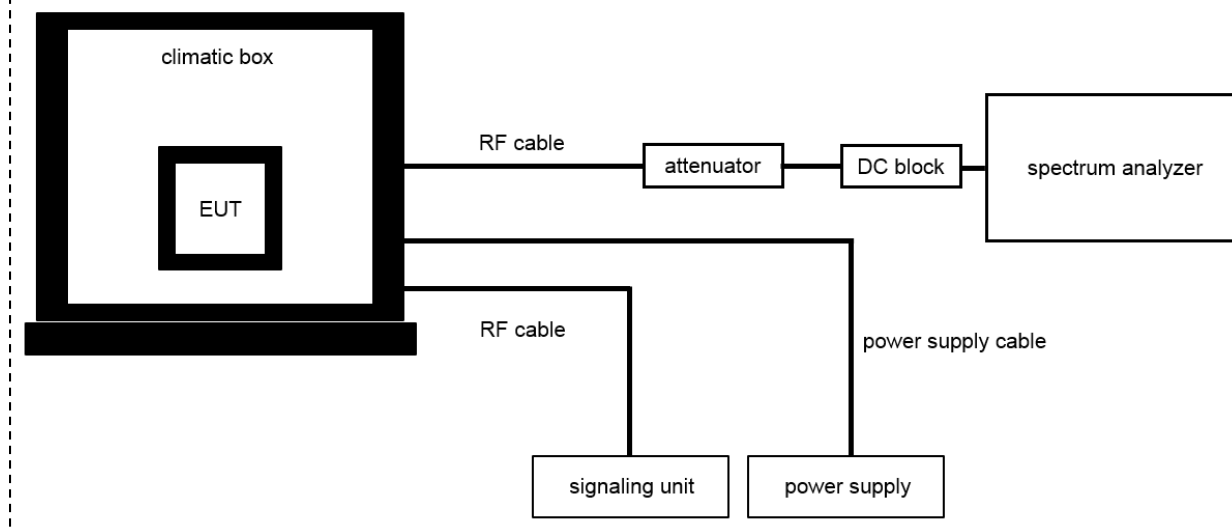 climatic box
RF cable
attenuator
DC block
spectrum analyzer
EUT
RF cable
power supply cable
signaling unit
power supply